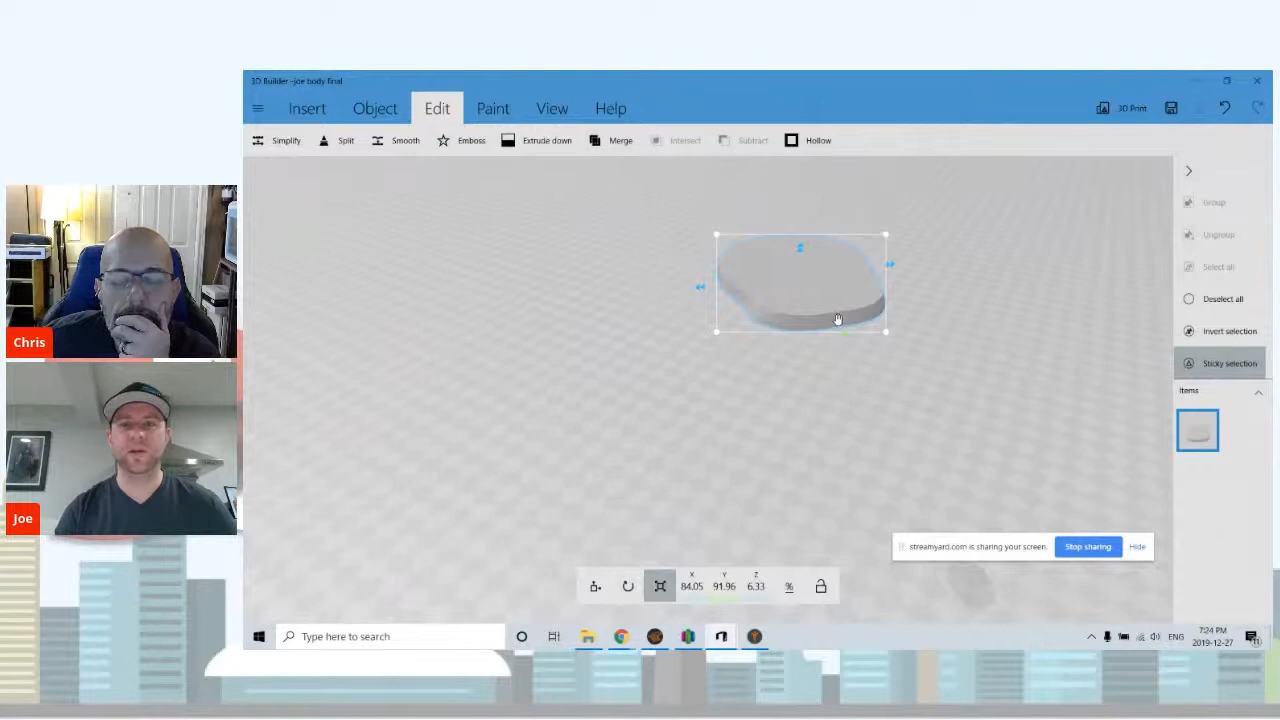 3D Builder -joe body final
Insert Object Edit Paint View Help
3D Print
Simplify Split Smooth Emboss Extrude down Merge Intersect Subtract Hollow
Group
Ungroup
Select all
Deselect all
Invert selection
Sticky selection
Items
Chris
Joe
streamyard.com is sharing your screen. Stop sharing Hide
X Y Z
84.05 91.96 6.33 %
Type here to search
ENG
7:24 PM
2019-12-27